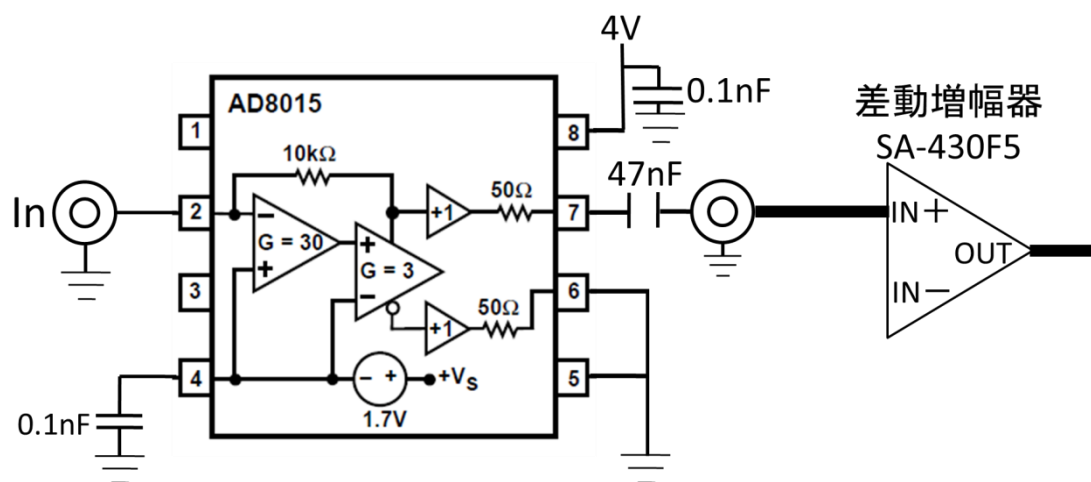 4V
0.1nF
AD8015
1
8
差動増幅器
SA-430F5
10kΩ
47nF
50Ω
In
2
−
+1
7
IN+
G = 30
+
+
G = 3
−
OUT
3
50Ω
6
IN−
+1
4
− +
+VS
5
1.7V
0.1nF